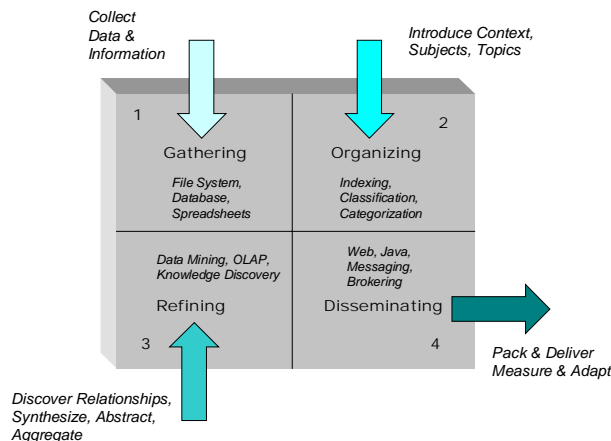 Collect
Data &
Information
Introduce Context,
Subjects, Topics
1
2
Gathering
Organizing
File System,
Database,
Spreadsheets
Indexing,
Classification,
Categorization
Data Mining, OLAP,
Knowledge Discovery
Web, Java,
Messaging,
Brokering
Refining
Disseminating
3
4
Pack & Deliver
Measure & Adapt
Discover Relationships,
Synthesize, Abstract,
Aggregate